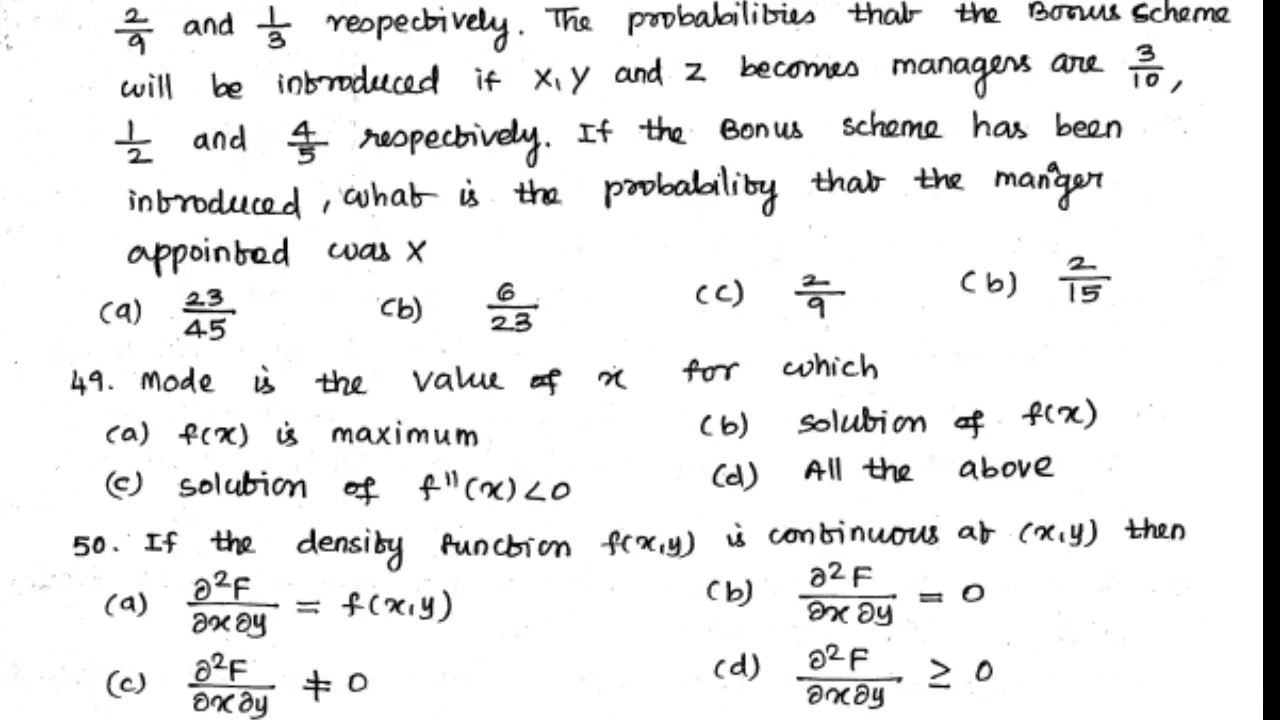 2/9 and 1/3 respectively. The probabilities that the Bonus scheme
will be introduced if X, Y and Z becomes managers are 3/10,
1/2 and 4/5 respectively. If the Bonus scheme has been
introduced, what is the probability that the manager
appointed was X
(a) 23/45 (b) 6/23 (c) 2/9 (b) 2/15
49. Mode is the value of x for which
(a) f(x) is maximum (b) solution of f(x)
(c) solution of f''(x)<0 (d) All the above
50. If the density function f(x,y) is continuous at (x,y) then
(a) ∂²F/∂x∂y = f(x,y) (b) ∂²F/∂x∂y = 0
(c) ∂²F/∂x∂y ≠ 0 (d) ∂²F/∂x∂y ≥ 0